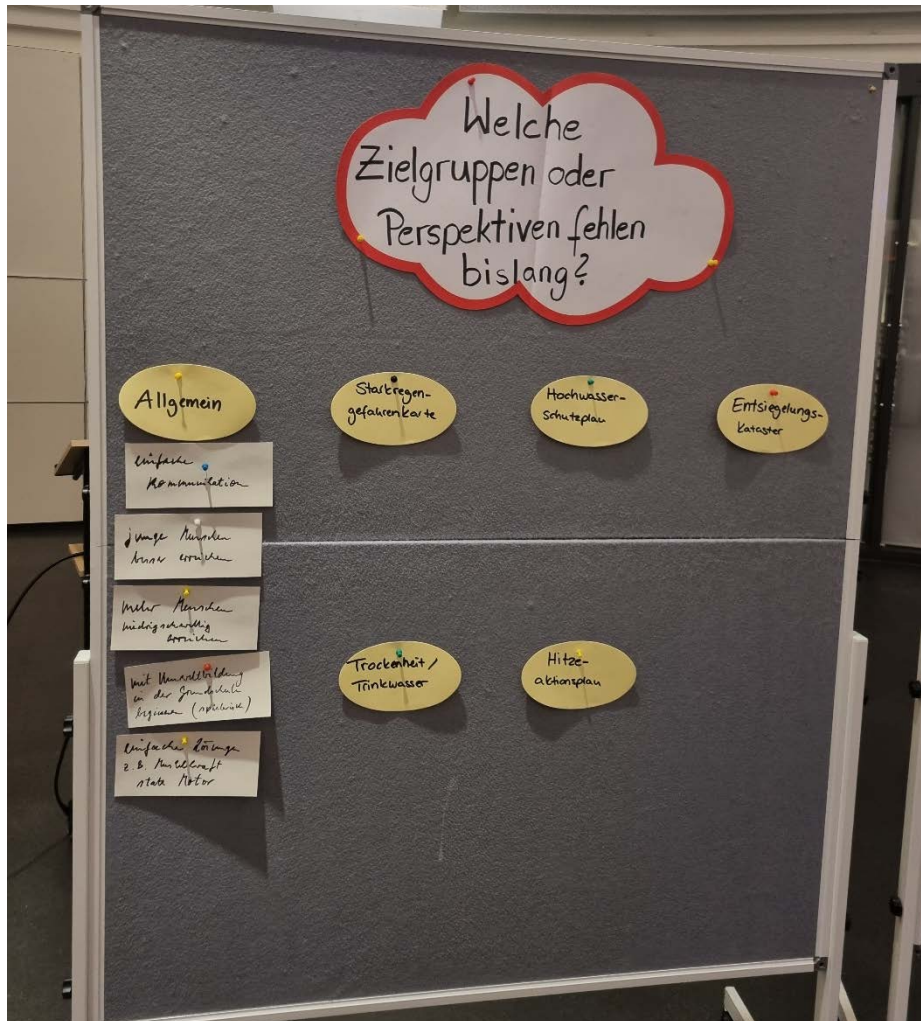 Welche
Zielgruppen oder
Perspektiven fehlen
bislang?
Allgemein
einfache
Kommunikation
junge Menschen
besser erreichen
mehr Menschen
niedrigschwellig
erreichen
mit Umweltbildung
in der Grundschule
beginnen (spielerisch)
einfache Lösungen
z.B. Muskelkraft
statt Motor
Starkregen-
gefahrenkarte
Hochwasser-
schutzplan
Entsiegelungs-
kataster
Trockenheit/
Trinkwasser
Hitze-
aktionsplan